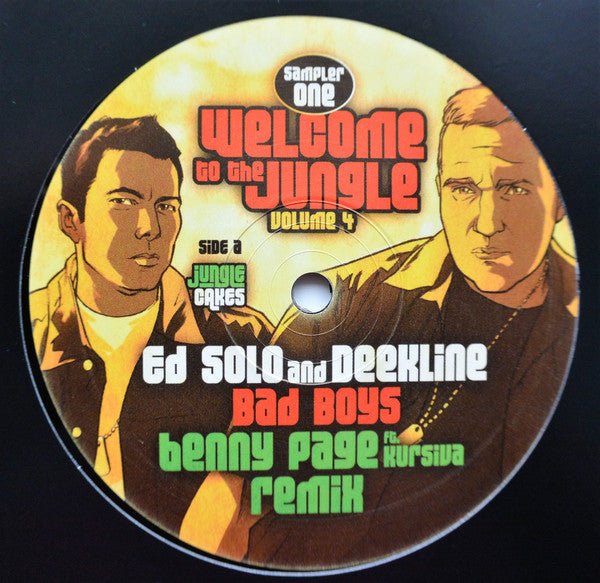 Sampler
ONE
Welcome
to the
Jungle
Volume 4
Side a
Jungle
Cakes
Ed Solo and Deekline
Bad Boys
Benny Page ft. Kursiva
Remix